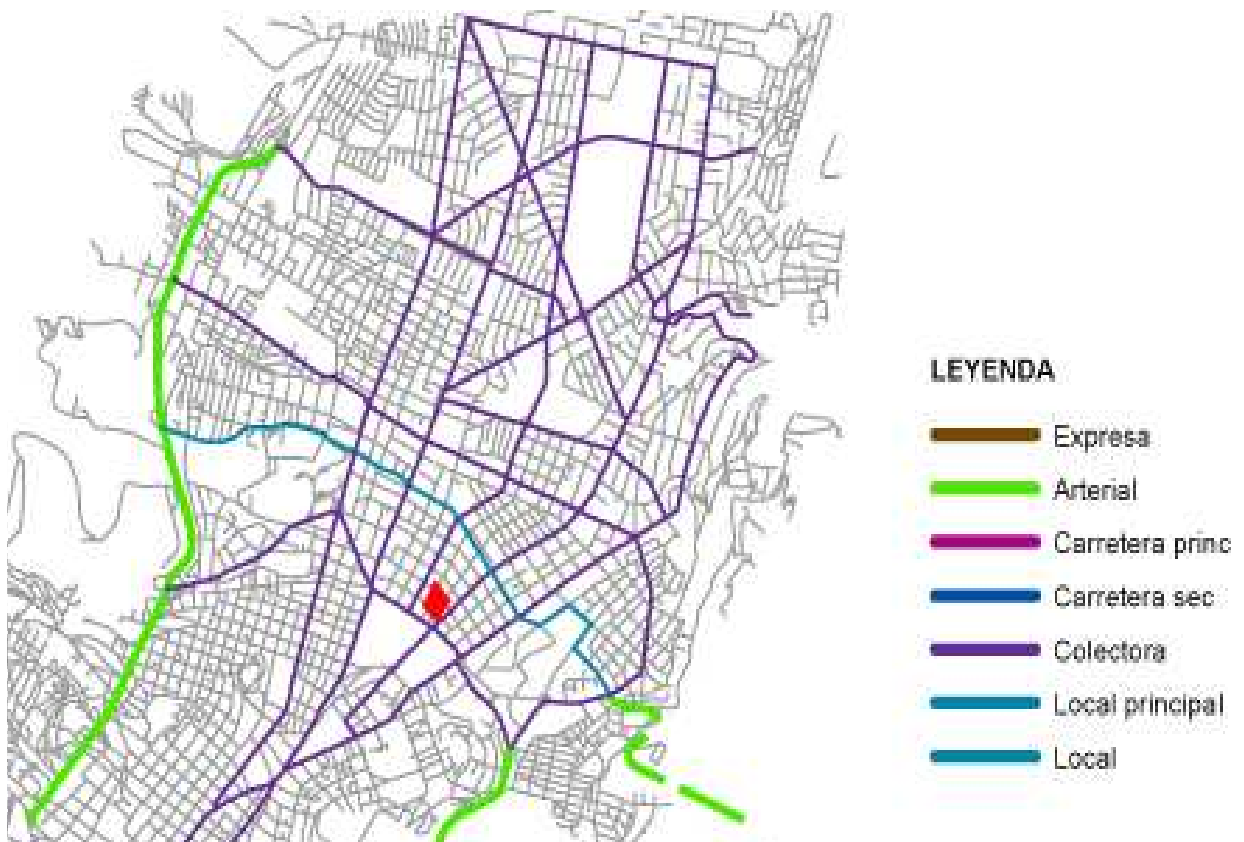 LEYENDA
Expresa
Arterial
Carretera princ
Carretera sec
Colectora
Local principal
Local